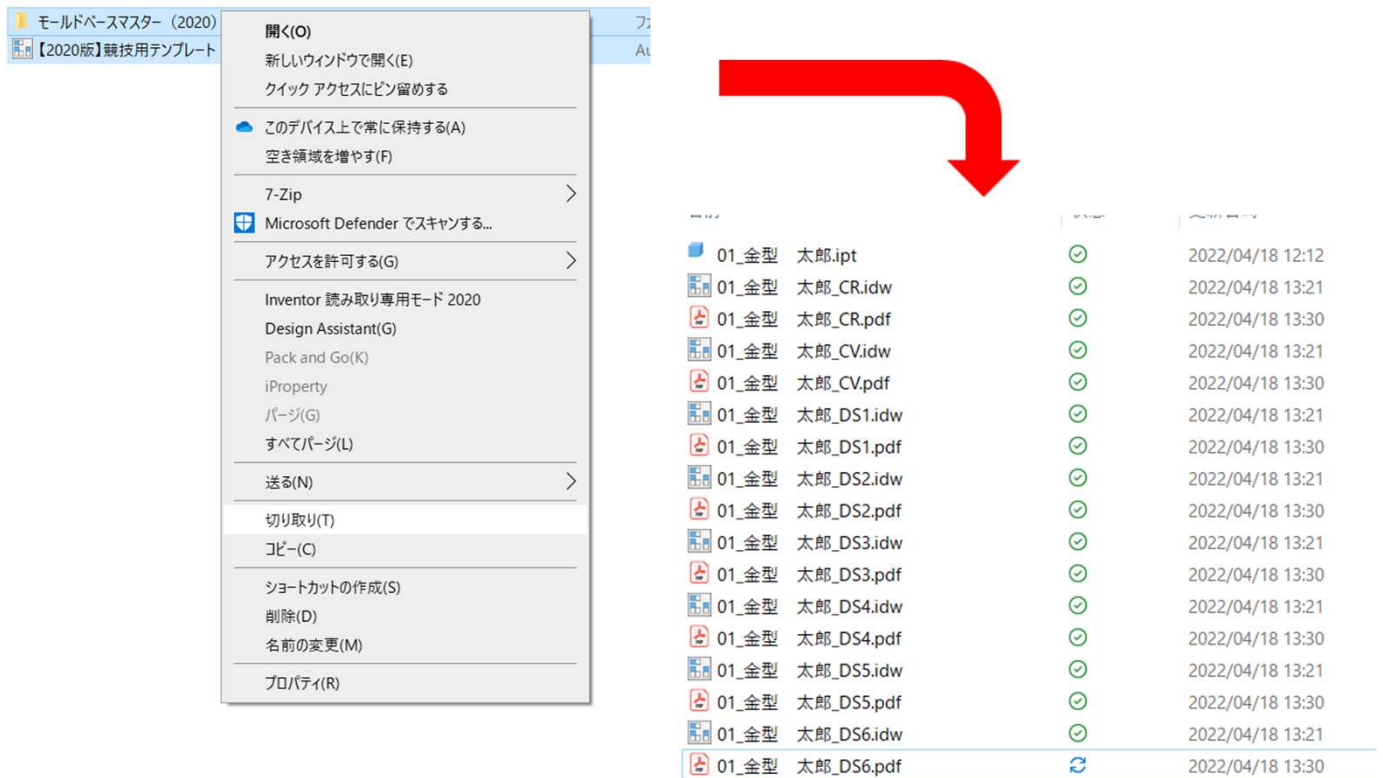 モールドベースマスター（2020）
【2020版】競技用テンプレート
開く(O)
新しいウィンドウで開く(E)
クイック アクセスにピン留めする
このデバイス上で常に保持する(A)
空き領域を増やす(F)
7-Zip
Microsoft Defender でスキャンする...
アクセスを許可する(G)
Inventor 読み取り専用モード 2020
Design Assistant(G)
Pack and Go(K)
iProperty
パージ(G)
すべてパージ(L)
送る(N)
切り取り(T)
コピー(C)
ショートカットの作成(S)
削除(D)
名前の変更(M)
プロパティ(R)
01_金型　太郎.ipt 2022/04/18 12:12
01_金型　太郎_CR.idw 2022/04/18 13:21
01_金型　太郎_CR.pdf 2022/04/18 13:30
01_金型　太郎_CV.idw 2022/04/18 13:21
01_金型　太郎_CV.pdf 2022/04/18 13:30
01_金型　太郎_DS1.idw 2022/04/18 13:21
01_金型　太郎_DS1.pdf 2022/04/18 13:30
01_金型　太郎_DS2.idw 2022/04/18 13:21
01_金型　太郎_DS2.pdf 2022/04/18 13:30
01_金型　太郎_DS3.idw 2022/04/18 13:21
01_金型　太郎_DS3.pdf 2022/04/18 13:30
01_金型　太郎_DS4.idw 2022/04/18 13:21
01_金型　太郎_DS4.pdf 2022/04/18 13:30
01_金型　太郎_DS5.idw 2022/04/18 13:21
01_金型　太郎_DS5.pdf 2022/04/18 13:30
01_金型　太郎_DS6.idw 2022/04/18 13:21
01_金型　太郎_DS6.pdf 2022/04/18 13:30